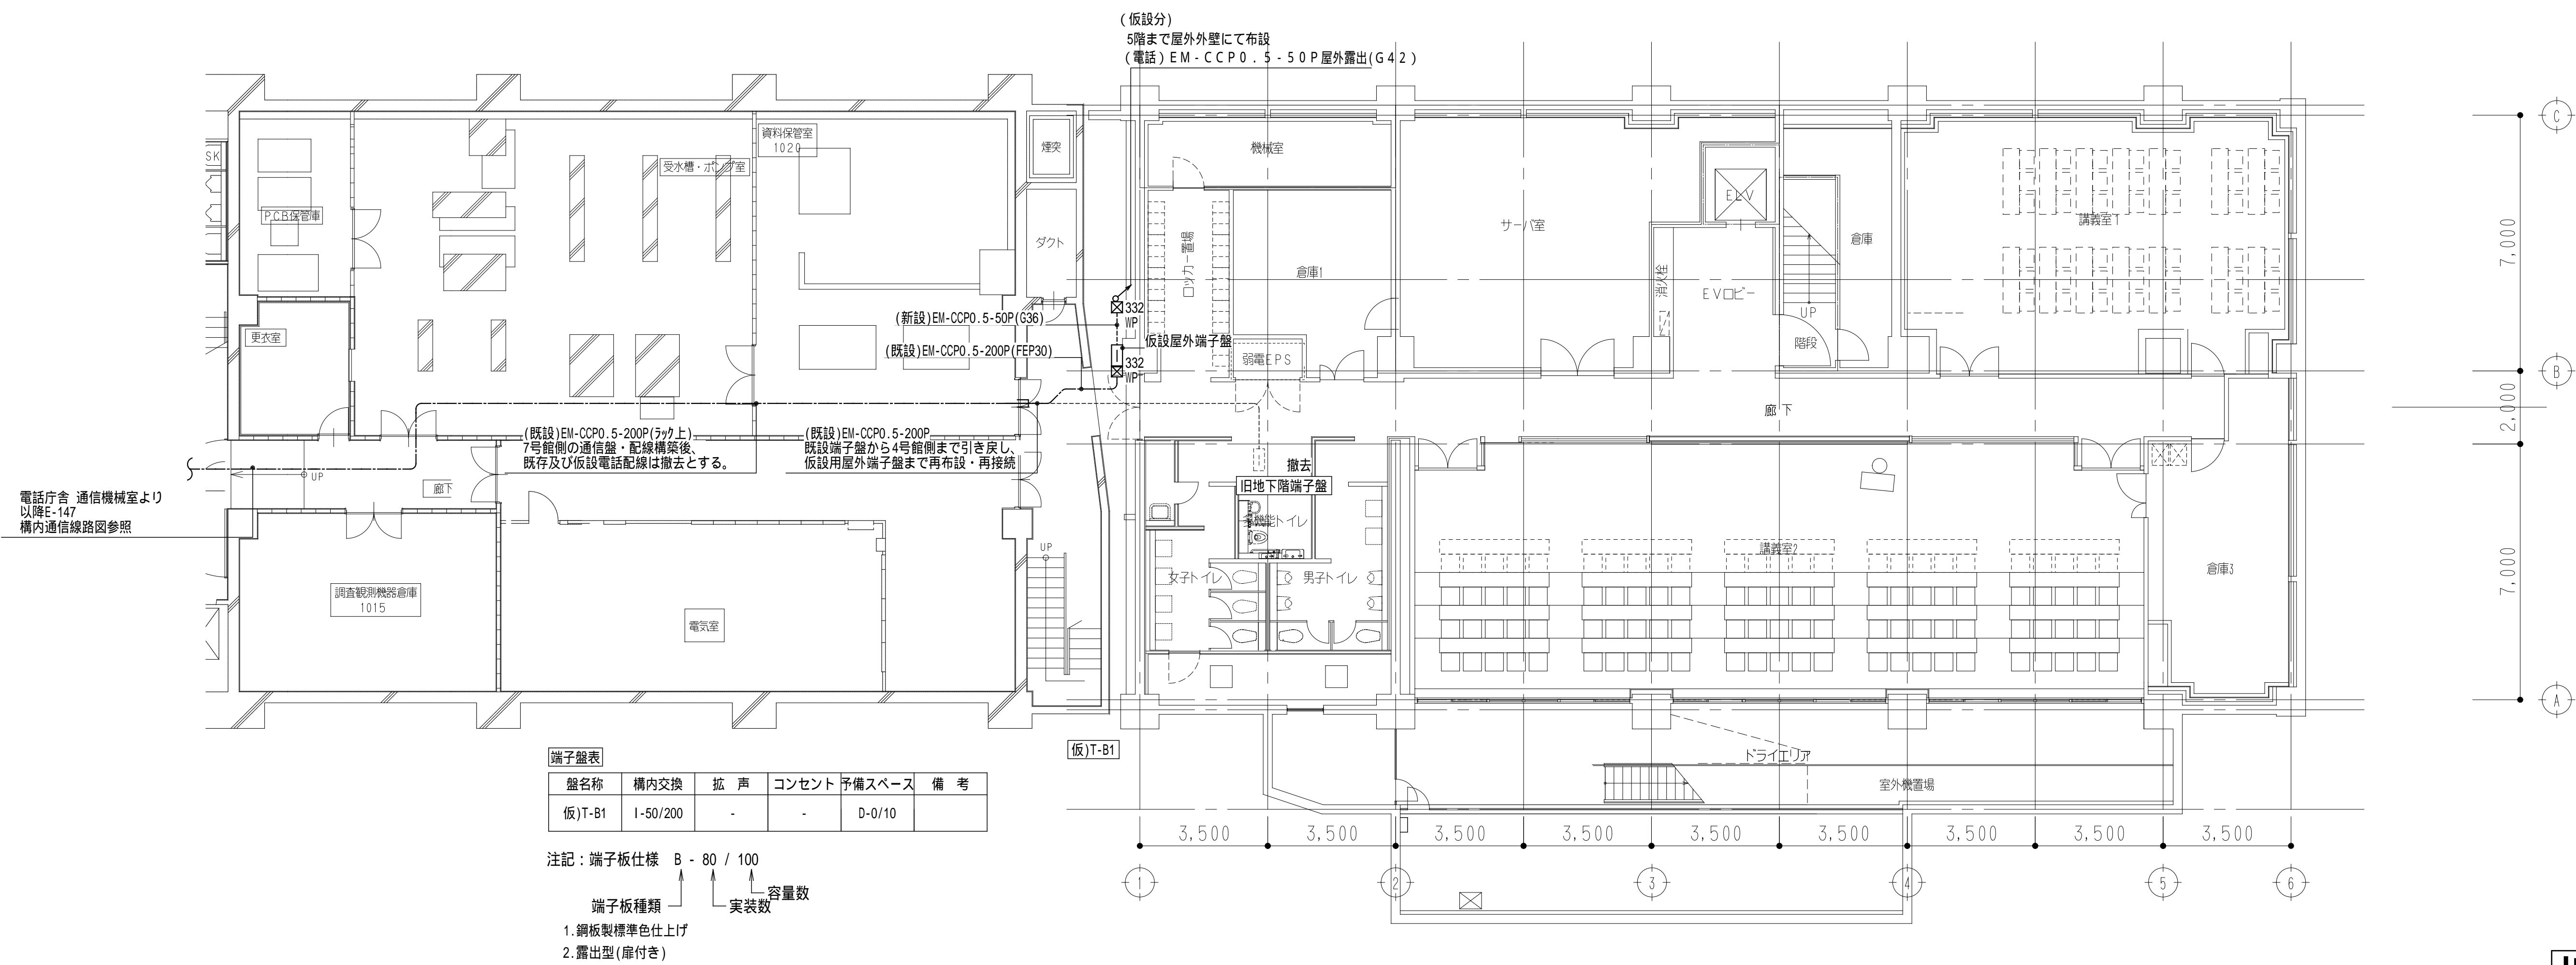 (仮設分)
5階まで屋外外壁にて布設
(電話)EM-CCP0.5-50P屋外露出(G42)
C
7,000
B
2,000
7,000
A
SK
P.C.B保管庫
受水槽・ポンプ室
資料保管室
1020
煙突
ダクト
機械室
ロッカー置場
倉庫1
弱電EPS
サーバ室
ELV
消火栓
EVロビー
UP
階段
倉庫
講義室1
更衣室
(新設)EM-CCP0.5-50P(G36)
332
WP
仮設屋外端子盤
(既設)EM-CCP0.5-200P(FEP30)
332
WP
廊下
(既設)EM-CCP0.5-200P(ラック上)
7号館側の通信盤・配線構築後、
既存及び仮設電話配線は撤去とする。
(既設)EM-CCP0.5-200P
既設端子盤から4号館側まで引き戻し、
仮設用屋外端子盤まで再布設・再接続
撤去
旧地下階端子盤
UP
廊下
電話庁舎 通信機械室より
以降E-147
構内通信線路図参照
多機能トイレ
女子トイレ
男子トイレ
講義室2
倉庫3
UP
調査観測機器倉庫
1015
電気室
仮)T-B1
ドライエリア
室外機置場
端子盤表
盤名称 構内交換 拡 声 コンセント 予備スペース 備 考
仮)T-B1 I-50/200 - - D-0/10
注記：端子板仕様 B - 80 / 100
容量数
端子板種類 実装数
1.鋼板製標準色仕上げ
2.露出型(扉付き)
3,500 3,500 3,500 3,500 3,500 3,500 3,500 3,500 3,500
1 2 3 4 5 6